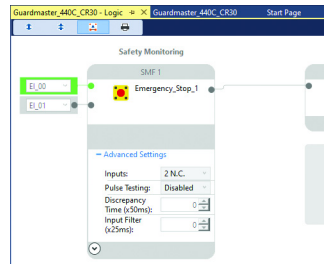 Guardmaster_440C_CR30 - Logic Guardmaster_440C_CR30 Start Page
Safety Monitoring
SMF 1
EI_00
Emergency_Stop_1
EI_01
Advanced Settings
Inputs: 2 N.C.
Pulse Testing: Disabled
Discrepancy
Time (x50ms): 0
Input Filter
(x25ms): 0